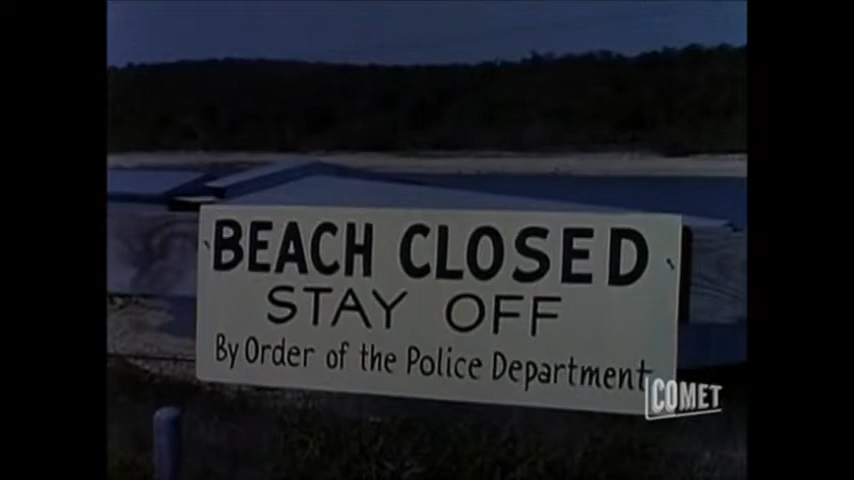 BEACH CLOSED
STAY OFF
By Order of the Police Department
COMET